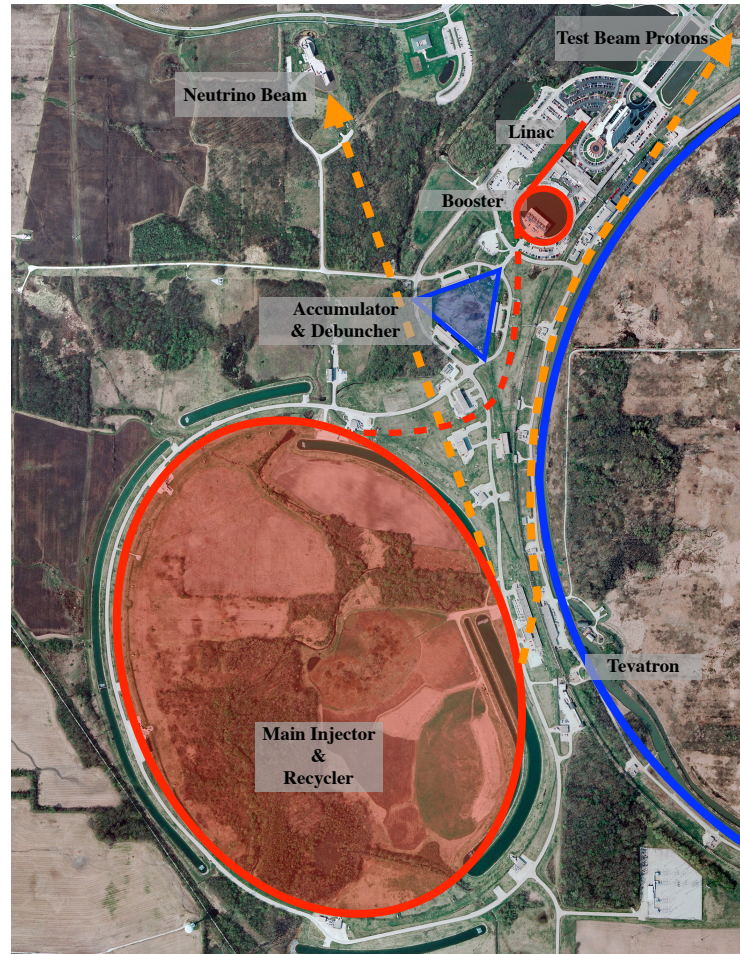 Test Beam Protons
Neutrino Beam
Linac
Booster
Accumulator
& Debuncher
Tevatron
Main Injector
&
Recycler